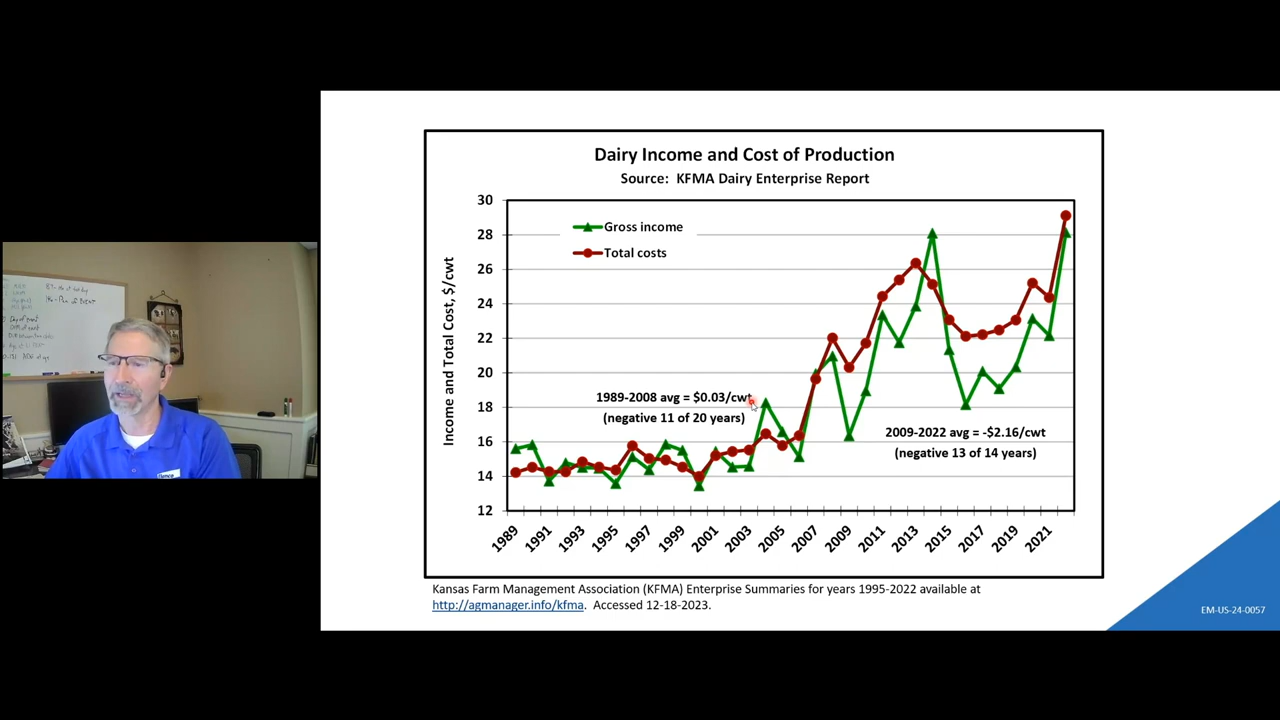 Dairy Income and Cost of Production
Source: KFMA Dairy Enterprise Report
Income and Total Cost, $/cwt
30
28
26
24
22
20
18
16
14
12
Gross income
Total costs
1989-2008 avg = $0.03/cwt
(negative 11 of 20 years)
2009-2022 avg = -$2.16/cwt
(negative 13 of 14 years)
1989
1991
1993
1995
1997
1999
2001
2003
2005
2007
2009
2011
2013
2015
2017
2019
2021
Kansas Farm Management Association (KFMA) Enterprise Summaries for years 1995-2022 available at
http://agmanager.info/kfma. Accessed 12-18-2023.
EM-US-24-0057